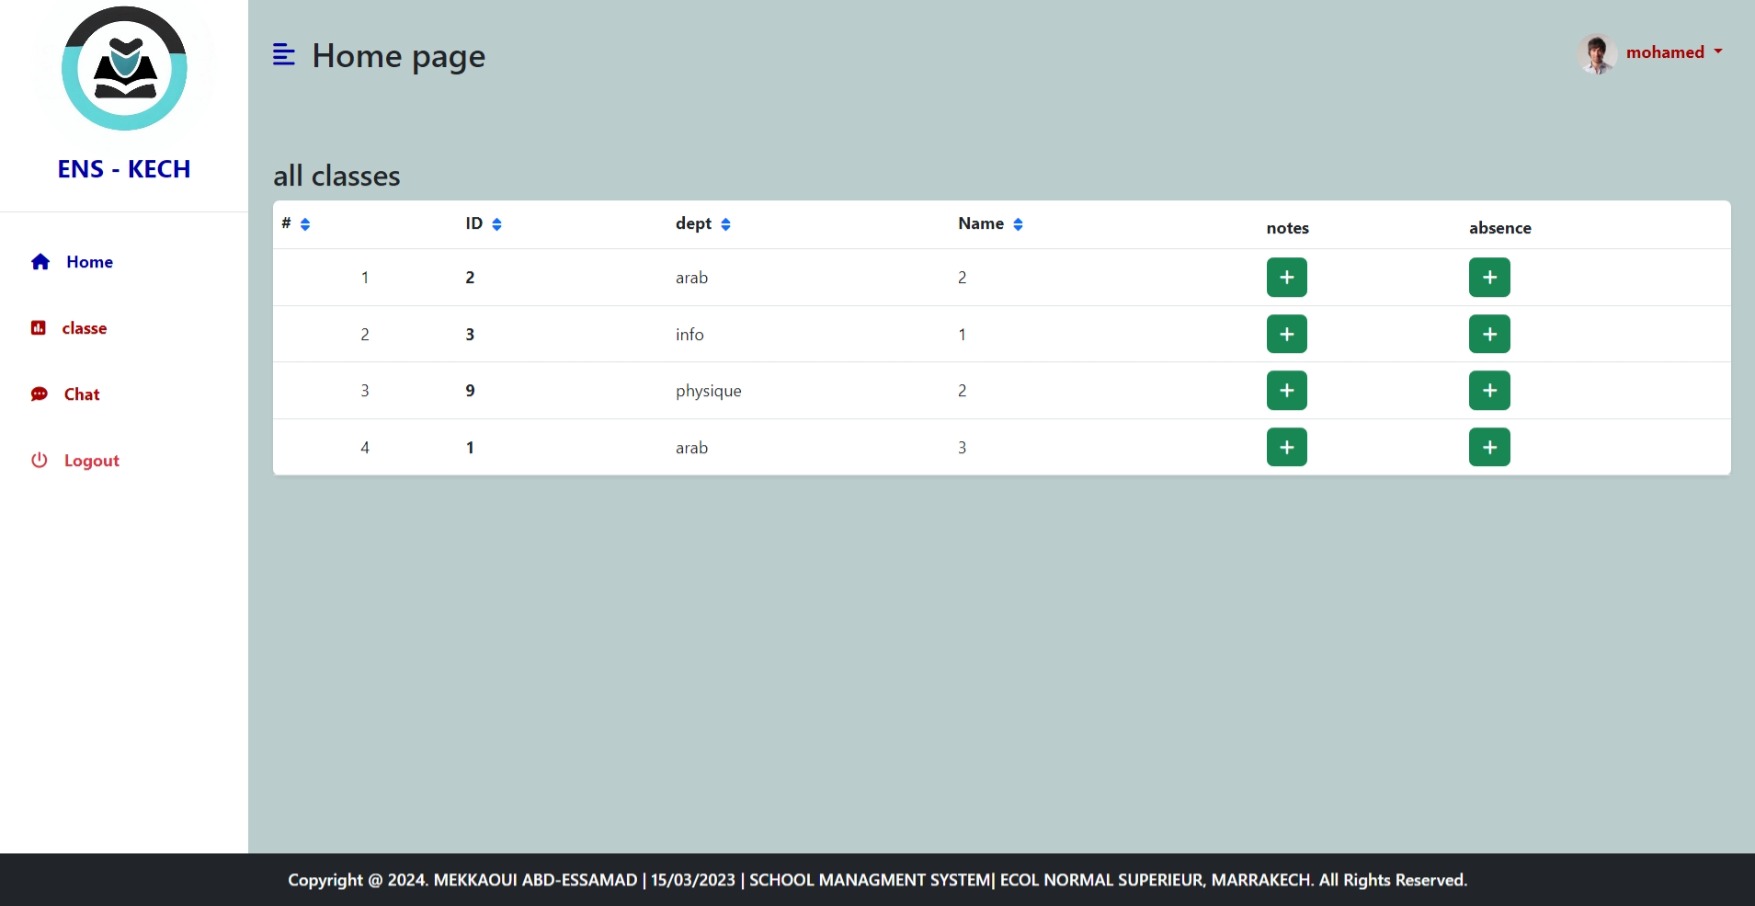 ENS - KECH
Home
classe
Chat
Logout
Home page
mohamed
all classes
# ID dept Name notes absence
1 2 arab 2 + +
2 3 info 1 + +
3 9 physique 2 + +
4 1 arab 3 + +
Copyright @ 2024. MEKKAOUI ABD-ESSAMAD | 15/03/2023 | SCHOOL MANAGMENT SYSTEM| ECOL NORMAL SUPERIEUR, MARRAKECH. All Rights Reserved.